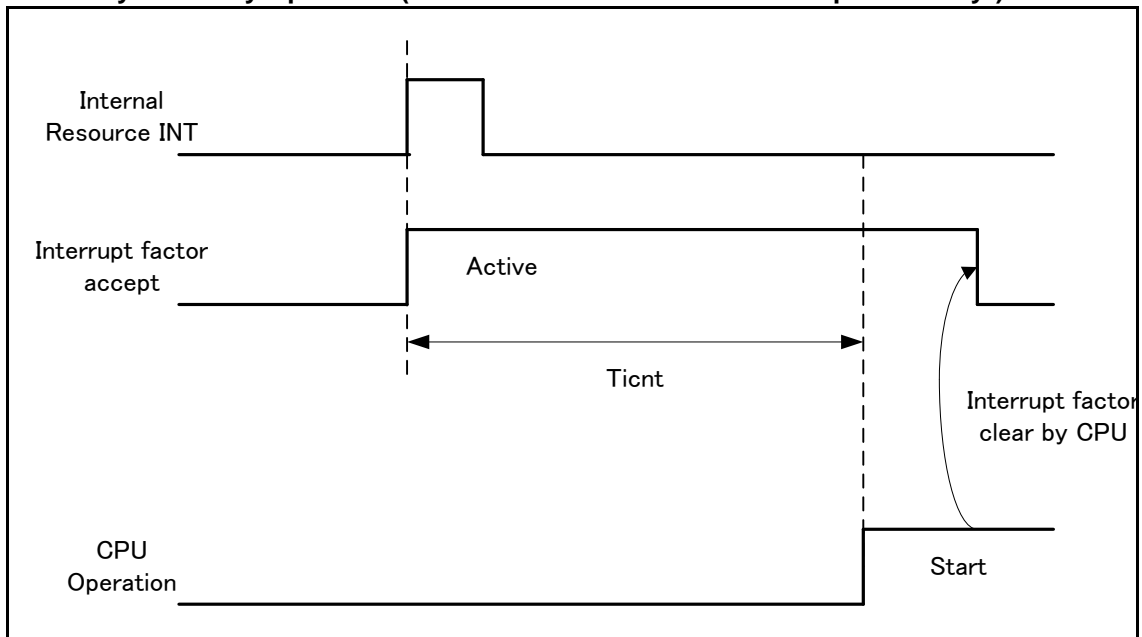 Internal
Resource INT
Interrupt factor
accept
Active
Ticnt
Interrupt factor
clear by CPU
CPU
Operation
Start